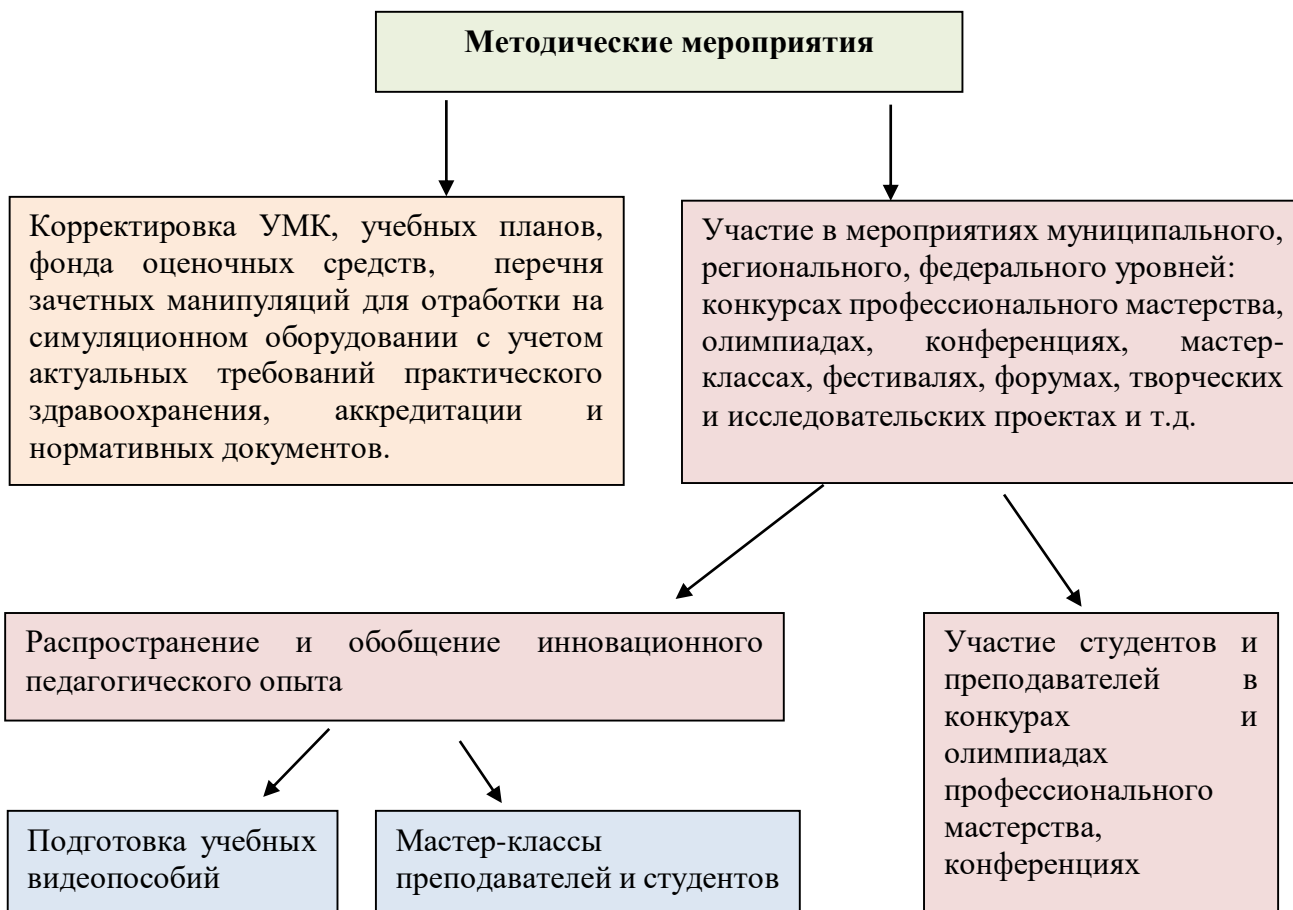 Методические мероприятия
Корректировка УМК, учебных планов,
фонда оценочных средств, перечня
зачетных манипуляций для отработки на
симуляционном оборудовании с учетом
актуальных требований практического
здравоохранения, аккредитации и
нормативных документов.
Участие в мероприятиях муниципального,
регионального, федерального уровней:
конкурсах профессионального мастерства,
олимпиадах, конференциях, мастер-
классах, фестивалях, форумах, творческих
и исследовательских проектах и т.д.
Распространение и обобщение инновационного
педагогического опыта
Участие студентов и
преподавателей в
конкурах и
олимпиадах
профессионального
мастерства,
конференциях
Подготовка учебных
видеопособий
Мастер-классы
преподавателей и студентов